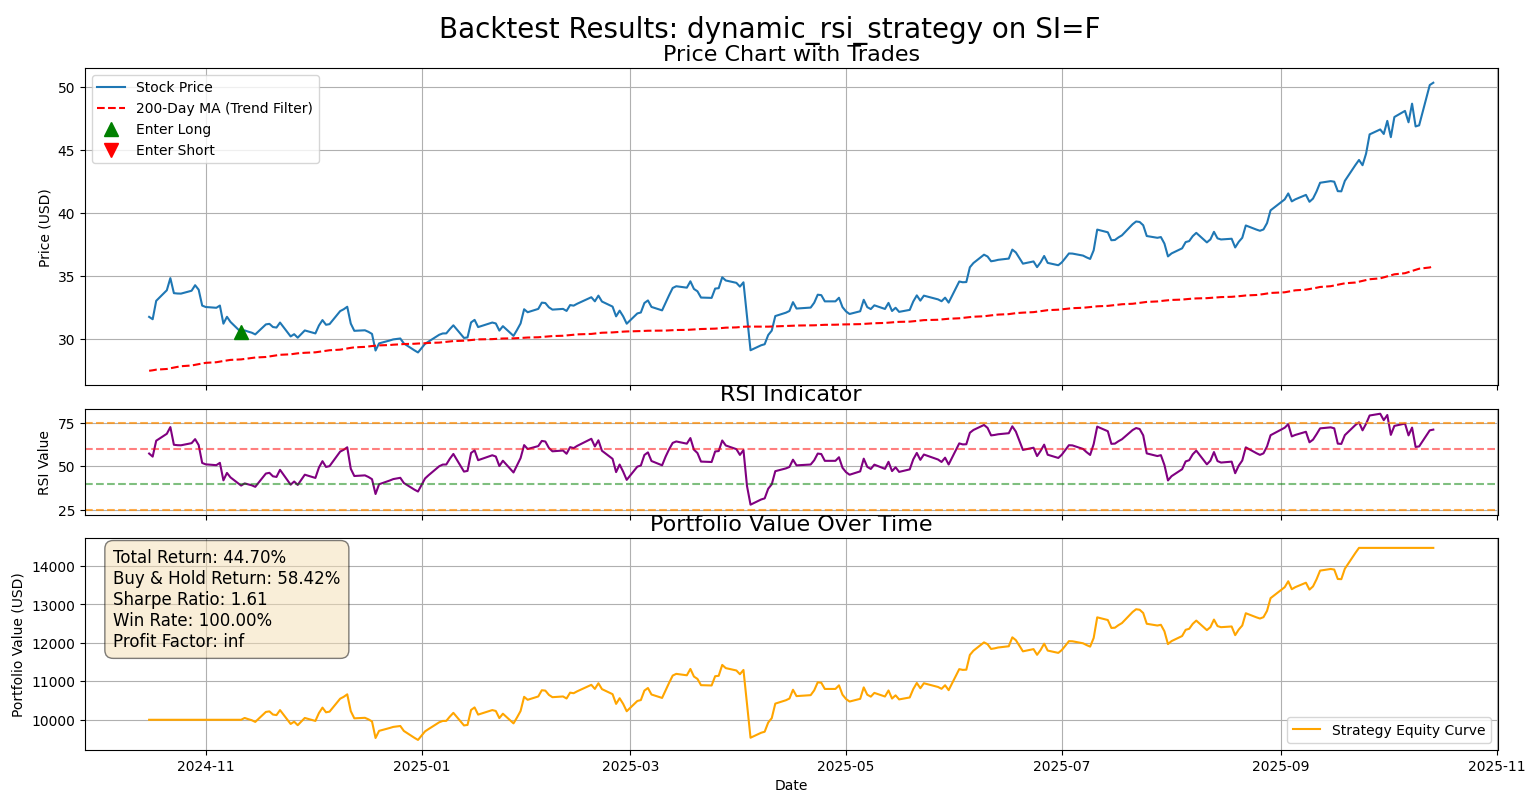 Backtest Results: dynamic_rsi_strategy on SI=F
Price Chart with Trades
Stock Price
200-Day MA (Trend Filter)
Enter Long
Enter Short
Price (USD)
50
45
40
35
30
RSI Indicator
RSI Value
75
50
25
Portfolio Value Over Time
Total Return: 44.70%
Buy & Hold Return: 58.42%
Sharpe Ratio: 1.61
Win Rate: 100.00%
Profit Factor: inf
Portfolio Value (USD)
14000
13000
12000
11000
10000
Strategy Equity Curve
2024-11 2025-01 2025-03 2025-05 2025-07 2025-09 2025-11
Date